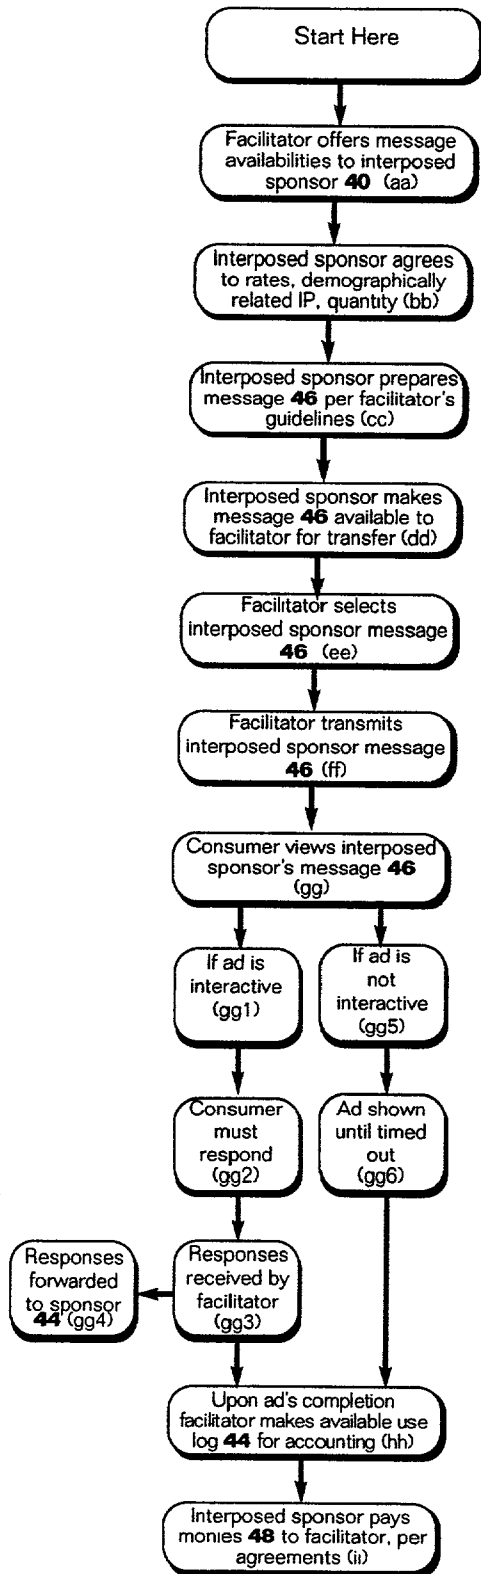 Start Here
Facilitator offers message
availabilities to interposed
sponsor 40 (aa)
Interposed sponsor agrees
to rates, demographically
related IP, quantity (bb)
Interposed sponsor prepares
message 46 per facilitator's
guidelines (cc)
Interposed sponsor makes
message 46 available to
facilitator for transfer (dd)
Facilitator selects
interposed sponsor message
46 (ee)
Facilitator transmits
interposed sponsor message
46 (ff)
Consumer views interposed
sponsor's message 46
(gg)
If ad is
interactive
(gg1)
If ad is
not
interactive
(gg5)
Consumer
must
respond
(gg2)
Ad shown
until timed
out
(gg6)
Responses
forwarded
to sponsor
44 (gg4)
Responses
received by
facilitator
(gg3)
Upon ad's completion
facilitator makes available use
log 44 for accounting (hh)
Interposed sponsor pays
monies 48 to facilitator, per
agreements (ii)